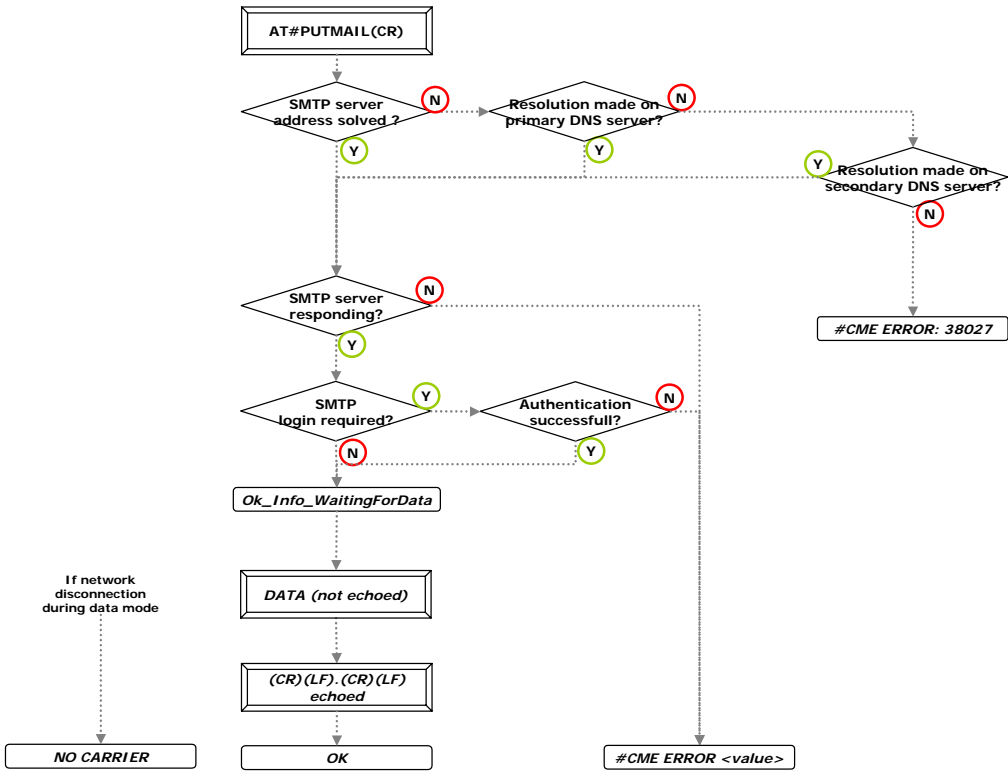 AT#PUTMAIL(CR)
SMTP server
address solved ?
N
Resolution made on
primary DNS server?
N
Y
Y
Y
Resolution made on
secondary DNS server?
N
SMTP server
responding?
N
Y
#CME ERROR: 38027
SMTP
login required?
Y
Authentication
successfull?
N
N
Y
Ok_Info_WaitingForData
If network
disconnection
during data mode
DATA (not echoed)
(CR)(LF).(CR)(LF)
echoed
NO CARRIER
OK
#CME ERROR <value>